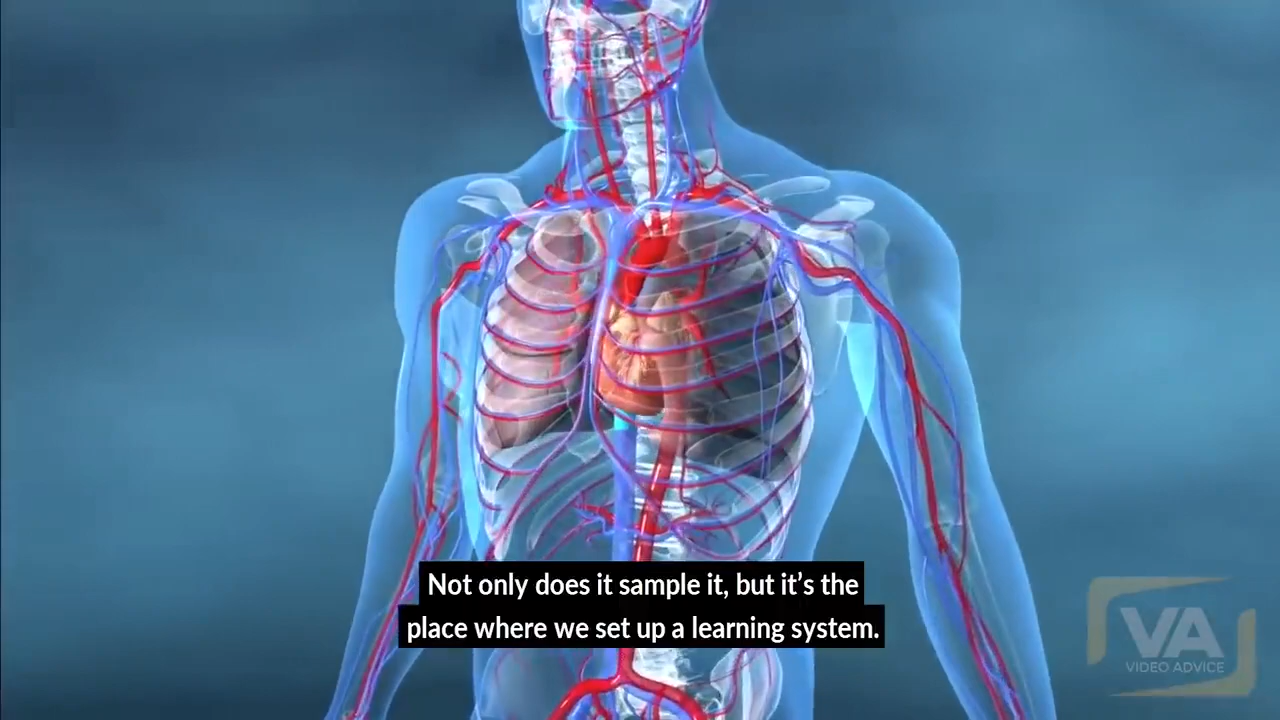 Not only does it sample it, but it’s the
place where we set up a learning system.
VA
VIDEO ADVICE